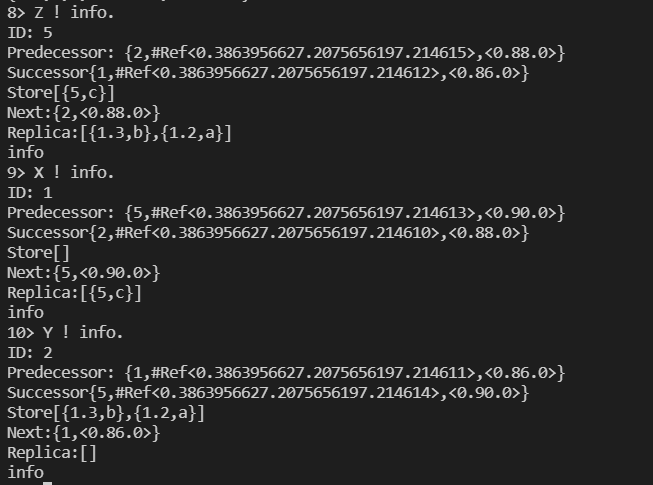 8> Z ! info.
ID: 5
Predecessor: {2,#Ref<0.3863956627.2075656197.214615>,<0.88.0>}
Successor{1,#Ref<0.3863956627.2075656197.214612>,<0.86.0>}
Store[{5,c}]
Next:{2,<0.88.0>}
Replica:[{1.3,b},{1.2,a}]
info
9> X ! info.
ID: 1
Predecessor: {5,#Ref<0.3863956627.2075656197.214613>,<0.90.0>}
Successor{2,#Ref<0.3863956627.2075656197.214610>,<0.88.0>}
Store[]
Next:{5,<0.90.0>}
Replica:[{5,c}]
info
10> Y ! info.
ID: 2
Predecessor: {1,#Ref<0.3863956627.2075656197.214611>,<0.86.0>}
Successor{5,#Ref<0.3863956627.2075656197.214614>,<0.90.0>}
Store[{1.3,b},{1.2,a}]
Next:{1,<0.86.0>}
Replica:[]
info